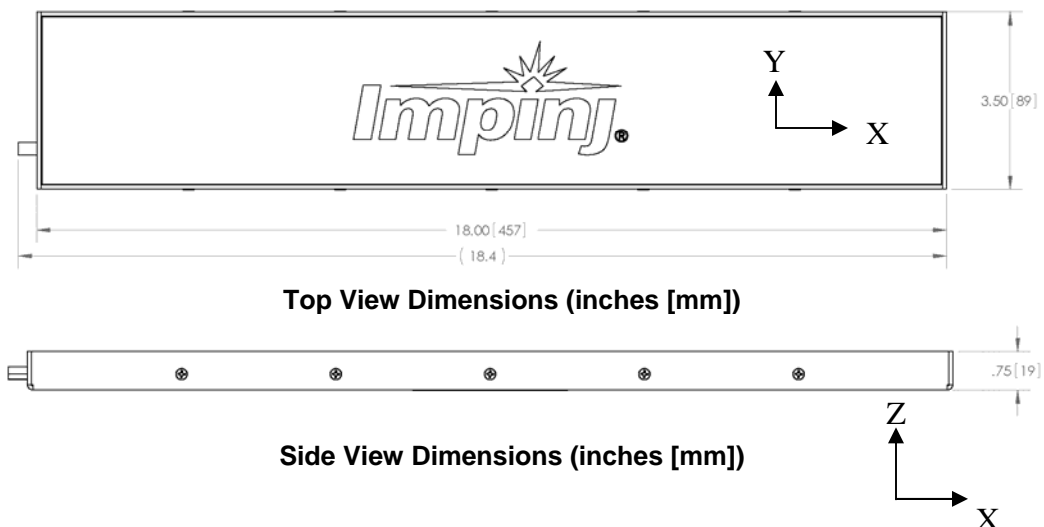 Impinj®
Y
X
3.50[89]
18.00[457]
( 18.4 )
Top View Dimensions (inches [mm])
.75[19]
Side View Dimensions (inches [mm])
Z
X